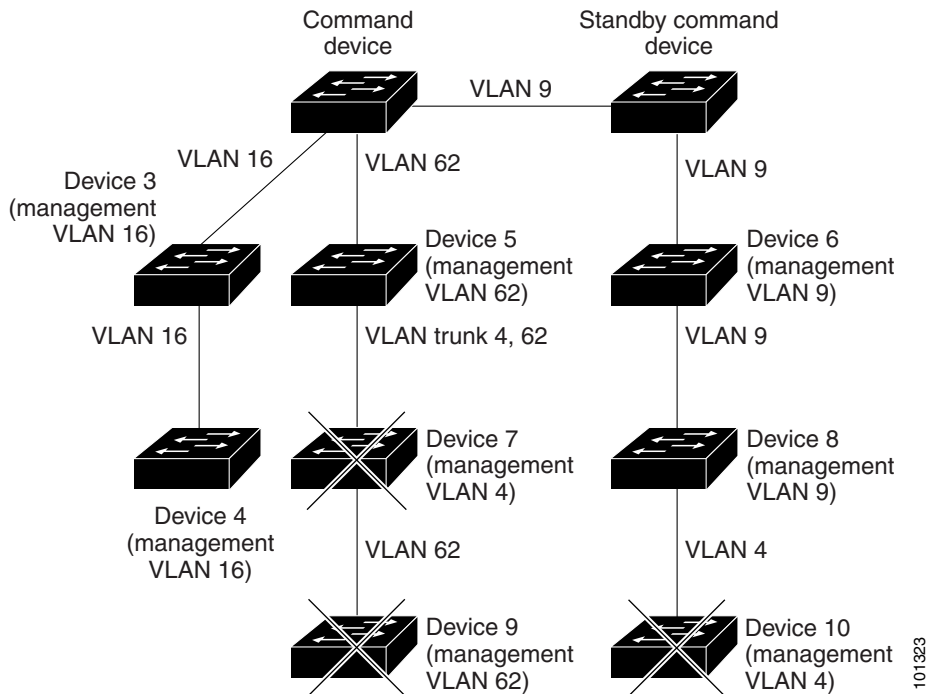 Command
device
Standby command
device
VLAN 9
VLAN 16
VLAN 62
VLAN 9
Device 3
(management
VLAN 16)
Device 5
(management
VLAN 62)
Device 6
(management
VLAN 9)
VLAN 16
VLAN trunk 4, 62
VLAN 9
Device 7
(management
VLAN 4)
Device 8
(management
VLAN 9)
Device 4
(management
VLAN 16)
VLAN 62
VLAN 4
Device 9
(management
VLAN 62)
Device 10
(management
VLAN 4)
101323